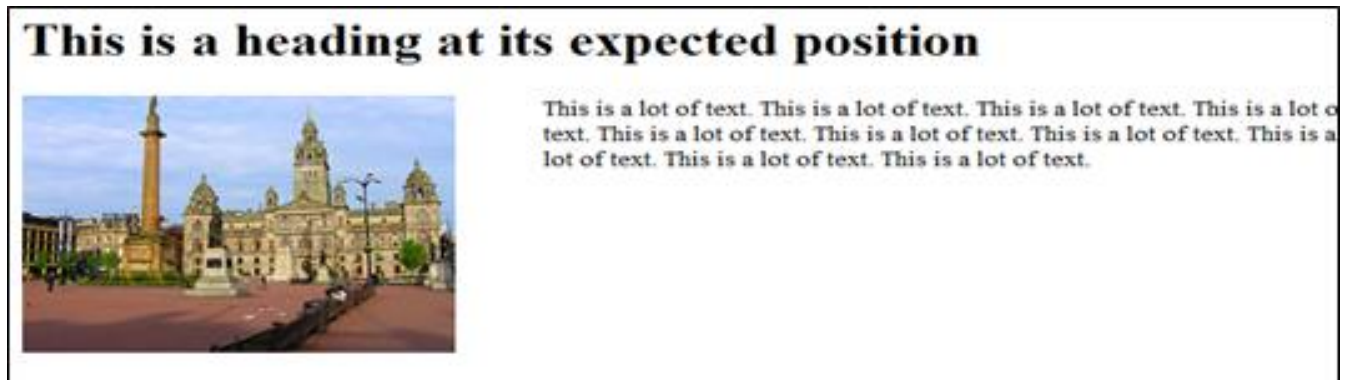 This is a heading at its expected position
This is a lot of text. This is a lot of text. This is a lot of text. This is a lot o
text. This is a lot of text. This is a lot of text. This is a lot of text. This is a
lot of text. This is a lot of text. This is a lot of text.